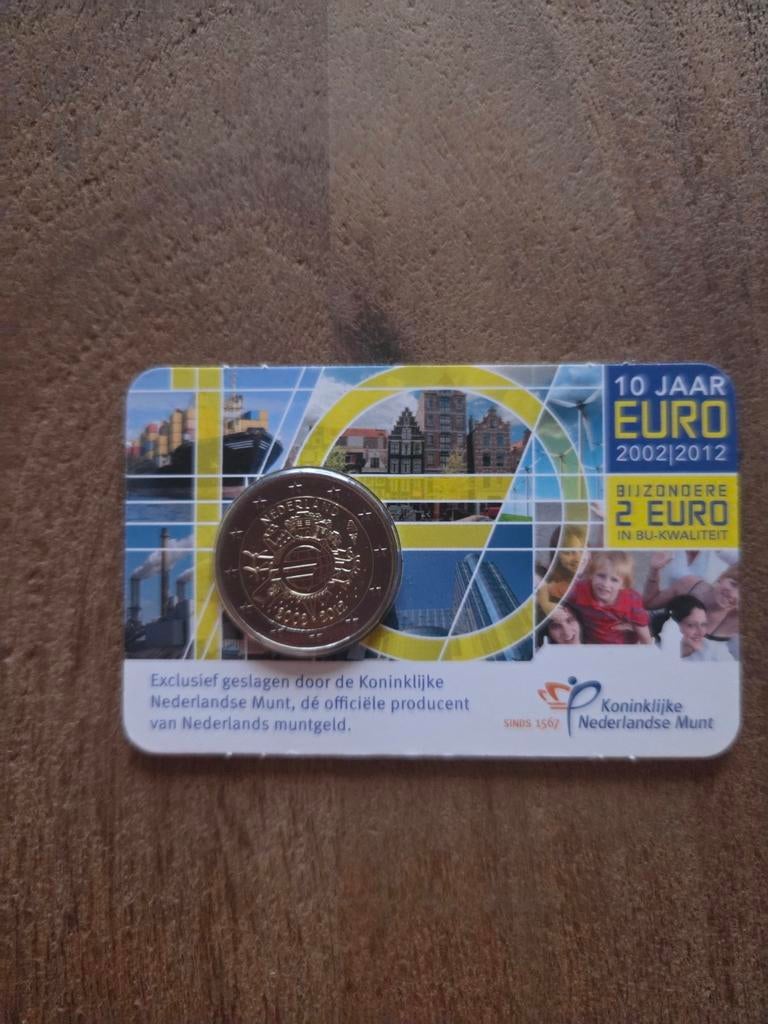 10 JAAR
EURO
2002|2012
BIJZONDERE
2 EURO
IN BU-KWALITEIT
NEDERLAND
2002 - 2012
Exclusief geslagen door de Koninklijke
Nederlandse Munt, dé officiële producent
van Nederlands muntgeld.
SINDS 1567
Koninklijke
Nederlandse Munt